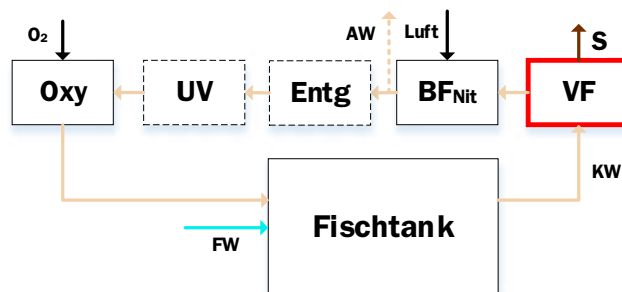 O₂
AW
Luft
S
Oxy
UV
Entg
BFNit
VF
KW
Fischtank
FW